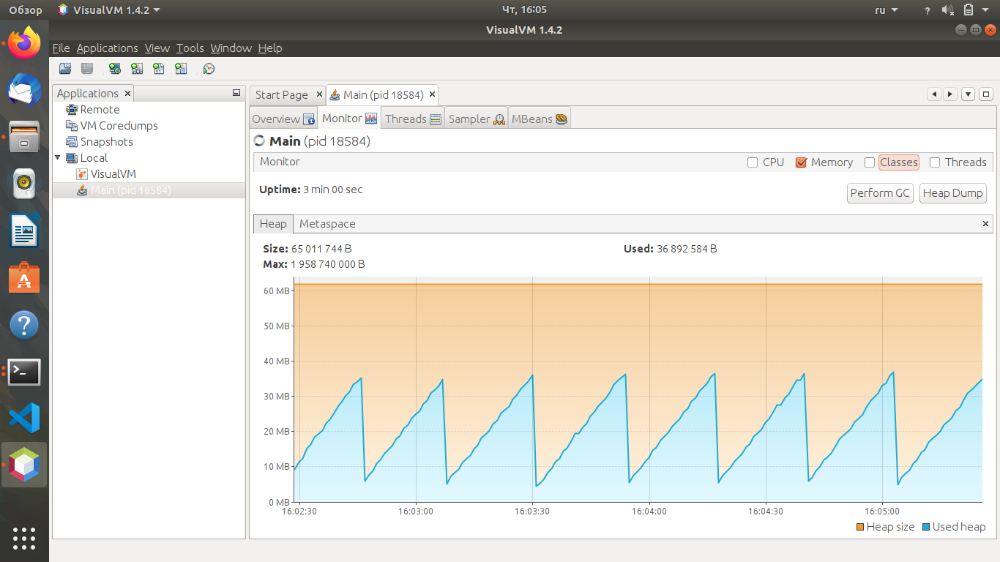 Обзор VisualVM 1.4.2 Чт, 16:05 ru ?
VisualVM 1.4.2
File Applications View Tools Window Help
Applications
Remote
VM Coredumps
Snapshots
Local
VisualVM
Main (pid 18584)
Start Page Main (pid 18584)
Overview Monitor Threads Sampler MBeans
Main (pid 18584)
Monitor CPU Memory Classes Threads
Uptime: 3 min 00 sec Perform GC Heap Dump
Heap Metaspace
Size: 65 011 744 B Used: 36 892 584 B
Max: 1 958 740 000 B
60 MB
50 MB
40 MB
30 MB
20 MB
10 MB
0 MB
16:02:30 16:03:00 16:03:30 16:04:00 16:04:30 16:05:00
Heap size Used heap